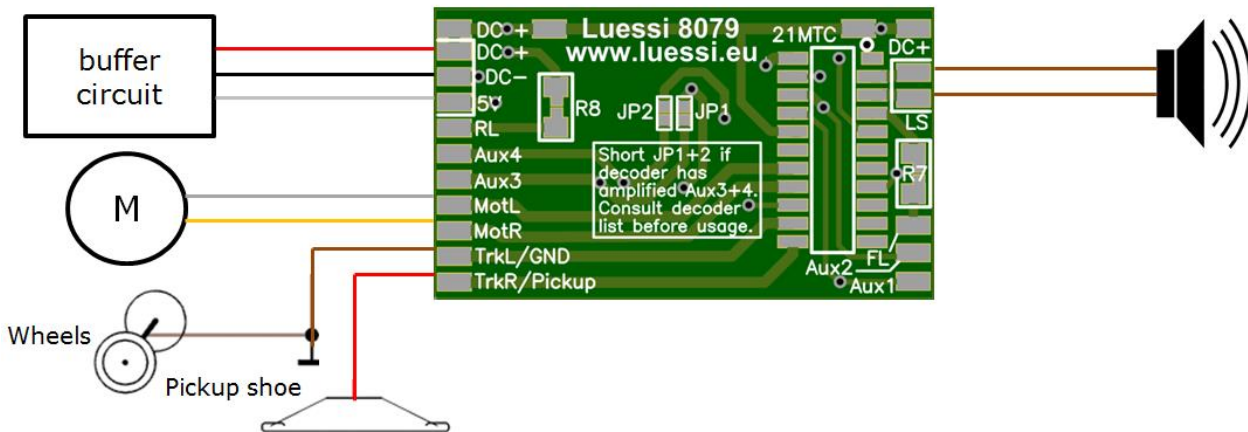 buffer
circuit
M
Wheels
Pickup shoe
DC+
DC+
DC-
5V
RL
Aux4
Aux3
MotL
MotR
TrkL/GND
TrkR/Pickup
Luessi 8079
www.luessi.eu
R8
JP2
JP1
Short JP1+2 if
decoder has
amplified Aux3+4.
Consult decoder
list before usage.
21MTC
DC+
LS
R7
FL
Aux2
Aux1